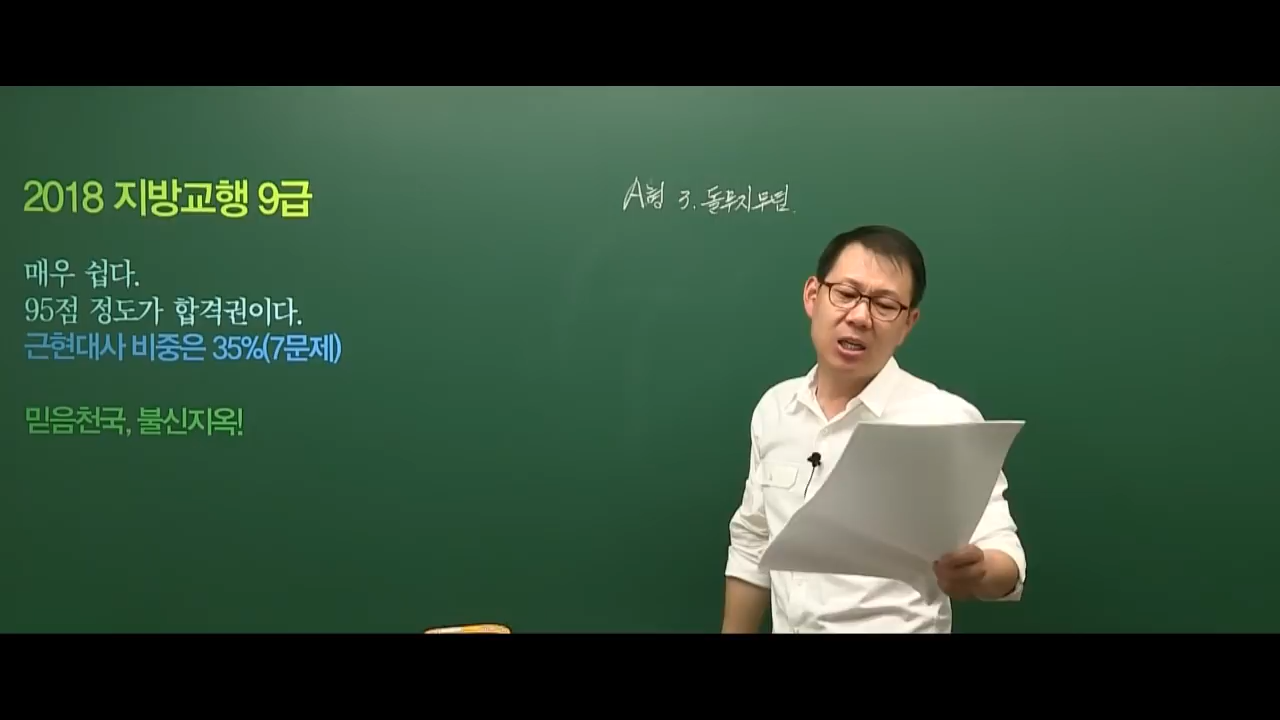 2018 지방교행 9급
매우 쉽다.
95점 정도가 합격권이다.
근현대사 비중은 35%(7문제)
믿음천국, 불신지옥!
A형 3. 돌무지무덤.